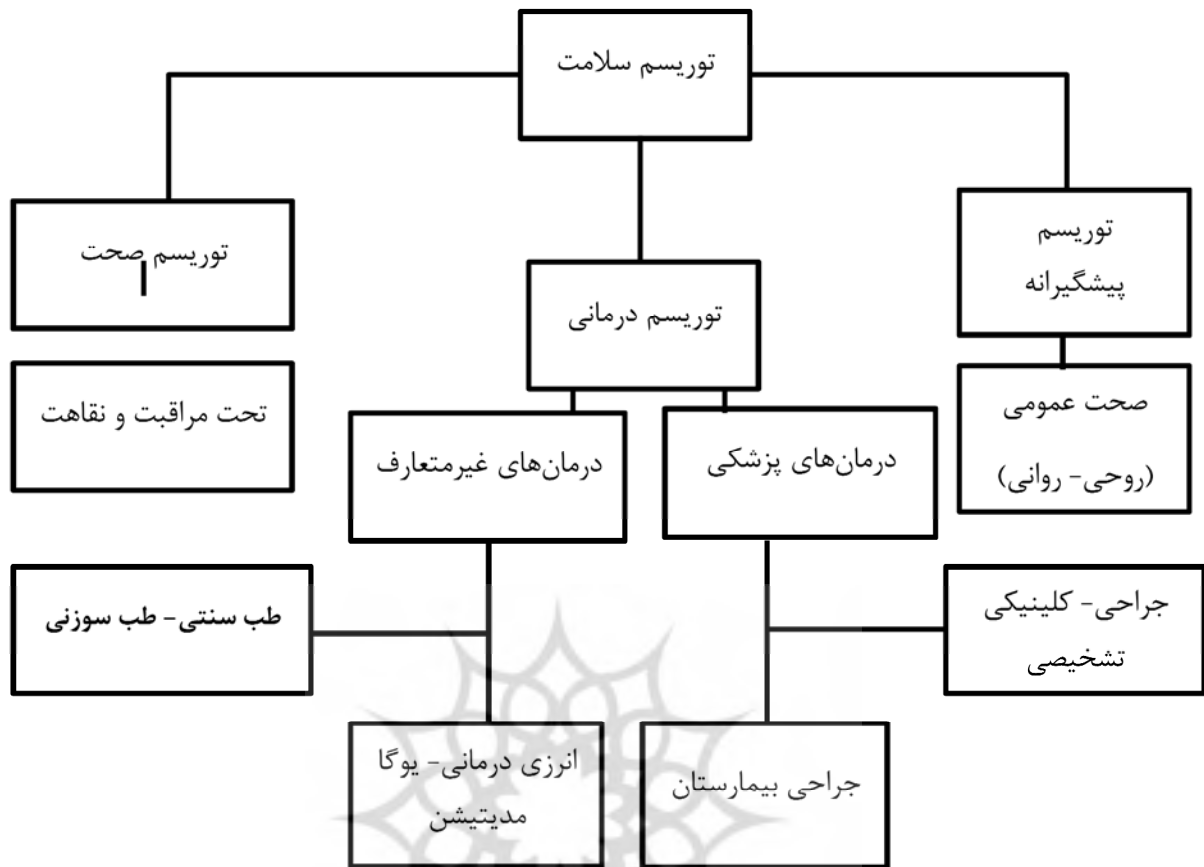 توریسم سلامت
توریسم
پیشگیرانه
توریسم درمانی
توریسم صحت
صحت عمومی
(روحی- روانی)
درمان‌های پزشکی
درمان‌های غیرمتعارف
تحت مراقبت و نقاهت
جراحی- کلینیکی
تشخیصی
طب سنتی- طب سوزنی
جراحی بیمارستان
انرزی درمانی- یوگا
مدیتیشن